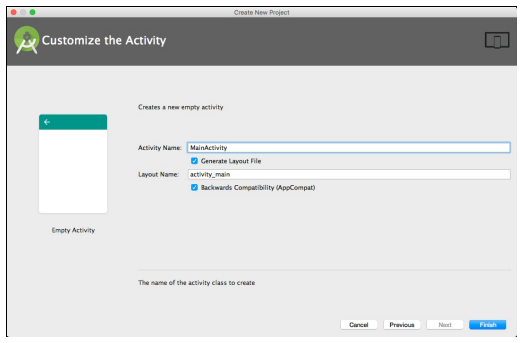 Create New Project
Customize the Activity
Creates a new empty activity
Activity Name: MainActivity
Generate Layout File
Layout Name: activity_main
Backwards Compatibility (AppCompat)
Empty Activity
The name of the activity class to create
Cancel Previous Next Finish